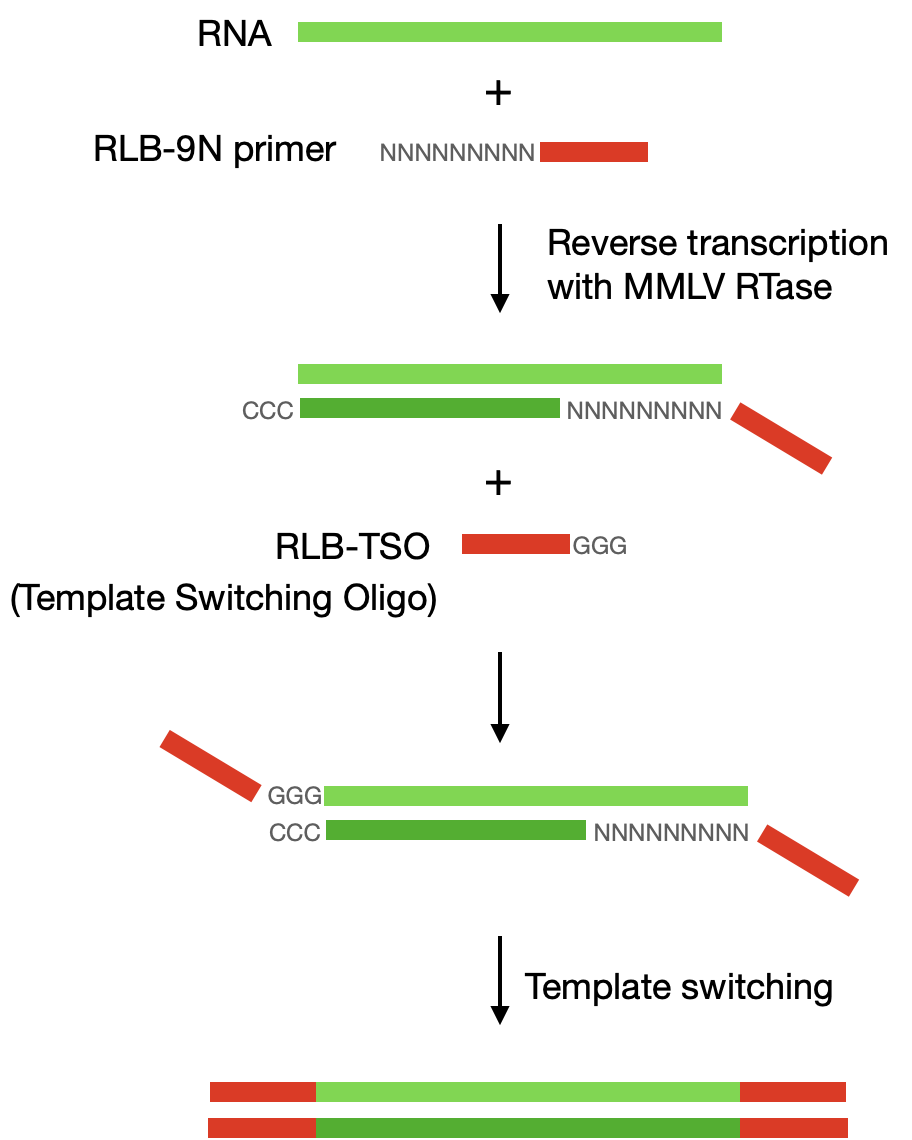 RNA
+
RLB-9N primer NNNNNNNNN
Reverse transcription
with MMLV RTase
CCC NNNNNNNNN
+
RLB-TSO GGG
(Template Switching Oligo)
GGG
CCC NNNNNNNNN
Template switching